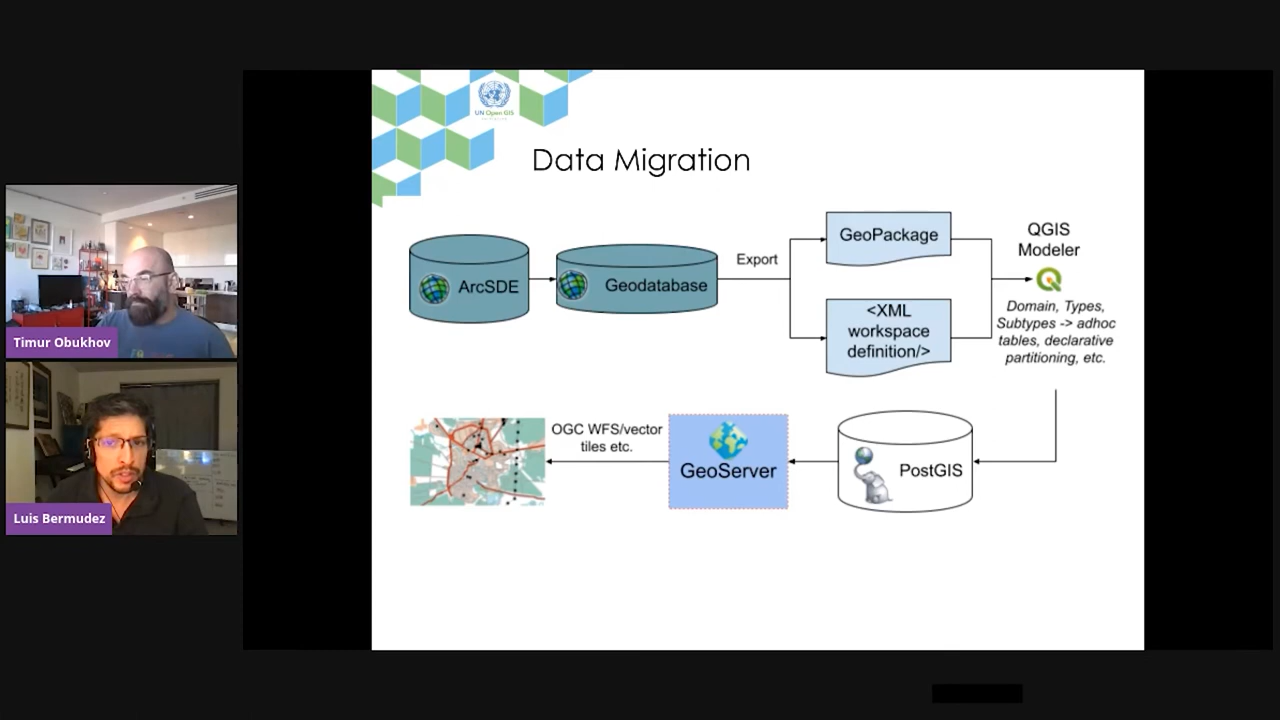 UN Open GIS
Data Migration
ArcSDE
Geodatabase
Export
GeoPackage
<XML
workspace
definition/>
QGIS
Modeler
Domain, Types,
Subtypes -> adhoc
tables, declarative
partitioning, etc.
PostGIS
GeoServer
OGC WFS/vector
tiles etc.
Timur Obukhov
Luis Bermudez